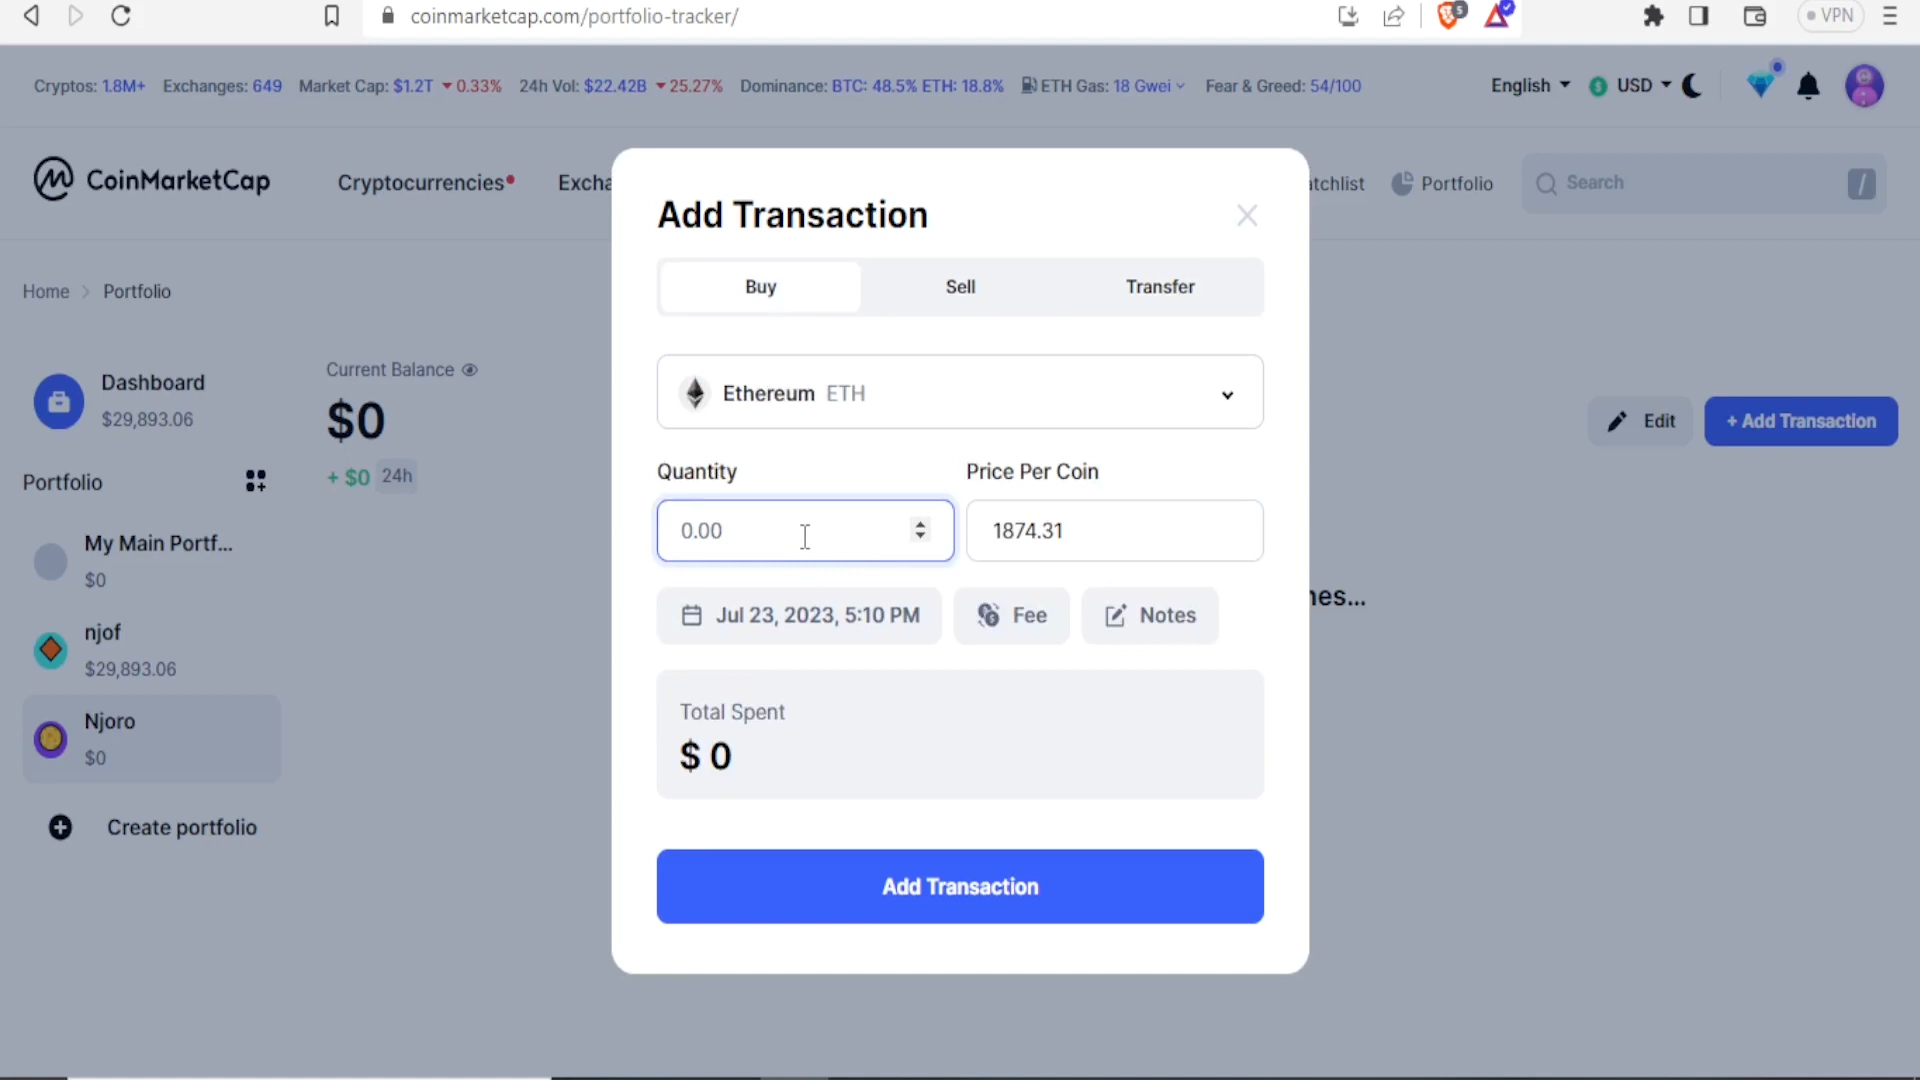 coinmarketcap.com/portfolio-tracker/
5
VPN
Cryptos: 1.8M+ Exchanges: 649 Market Cap: $1.2T 0.33% 24h Vol: $22.42B 25.27% Dominance: BTC: 48.5% ETH: 18.8% ETH Gas: 18 Gwei Fear & Greed: 54/100
English USD
CoinMarketCap Cryptocurrencies Excha tchlist Portfolio Search /
Home > Portfolio
Dashboard
$29,893.06
Current Balance
$0
+ $0 24h
Edit + Add Transaction
Portfolio
My Main Portf...
$0
njof
$29,893.06
Njoro
$0
Create portfolio
nes...
Add Transaction
Buy Sell Transfer
Ethereum ETH
Quantity Price Per Coin
0.00 1874.31
Jul 23, 2023, 5:10 PM Fee Notes
Total Spent
$ 0
Add Transaction